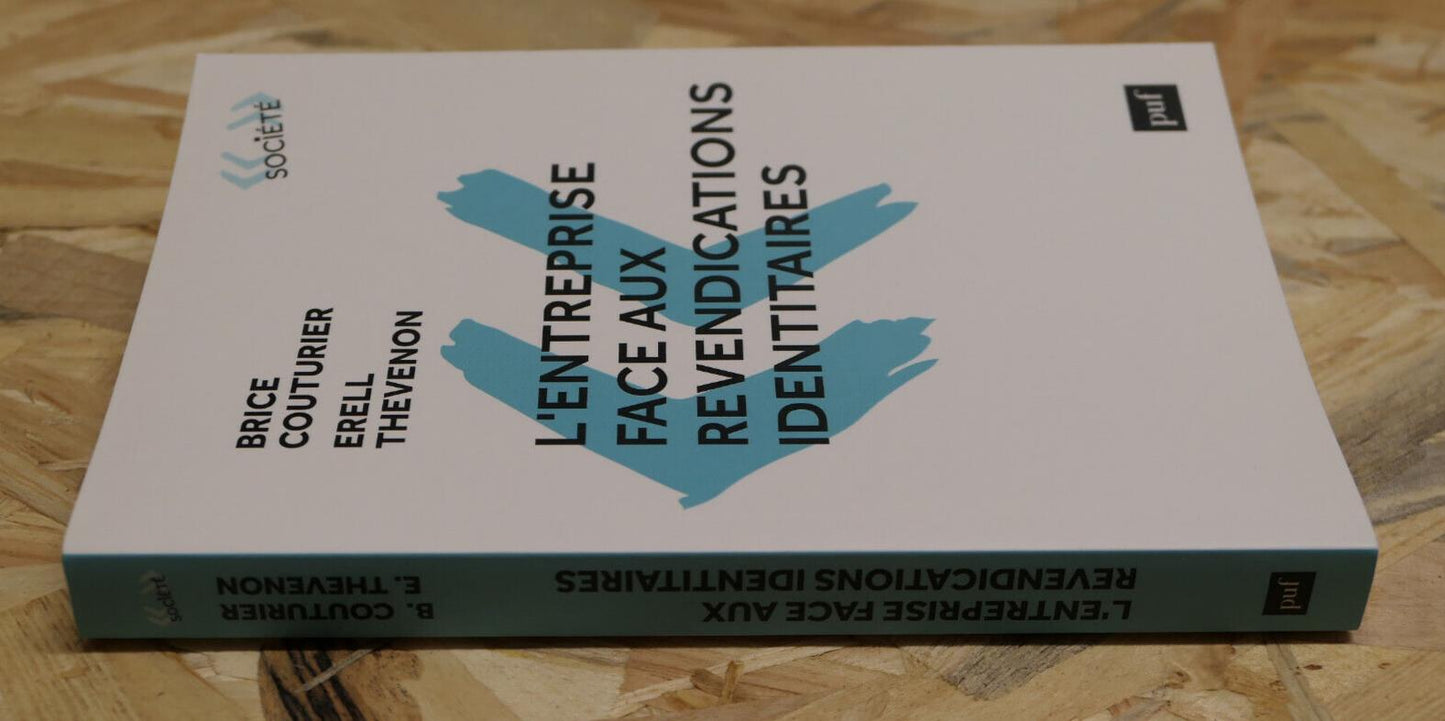 BRICE
COUTURIER
ERELL
THEVENON
SOCIÉTÉ
L'ENTREPRISE
FACE AUX
REVENDICATIONS
IDENTITAIRES
puf
SOCIÉTÉ
B. COUTURIER
E. THEVENON
L'ENTREPRISE FACE AUX
REVENDICATIONS IDENTITAIRES
puf